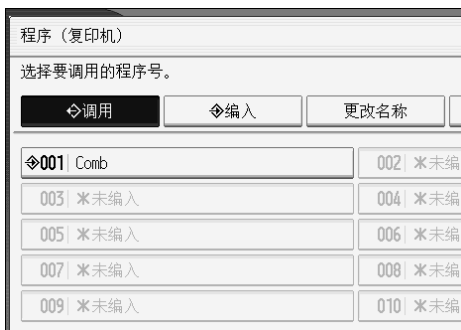 程序（复印机）
选择要调用的程序号。
调用 编入 更改名称
001 Comb 002 未编
003 未编入 004 未编
005 未编入 006 未编
007 未编入 008 未编
009 未编入 010 未编